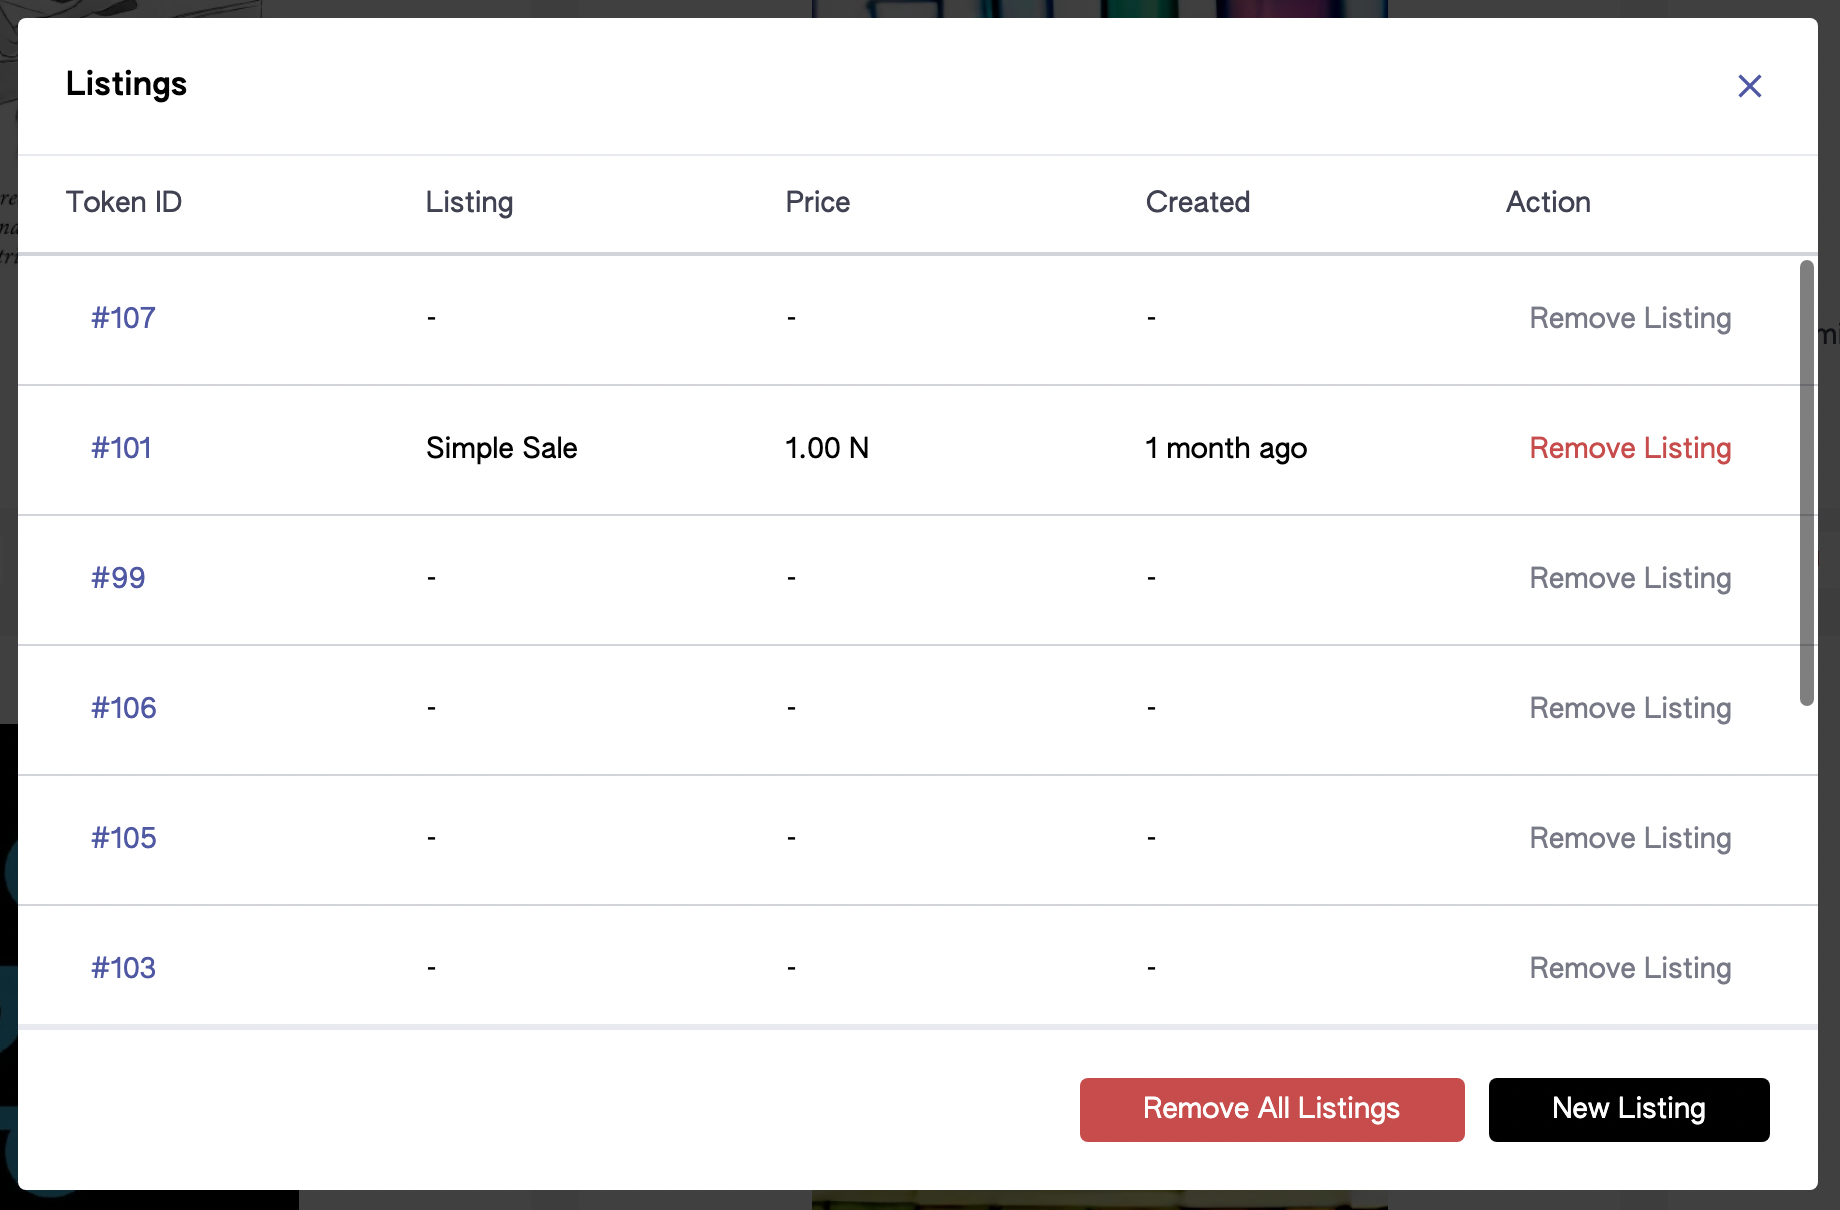 Listings
Token ID Listing Price Created Action
#107 - - - Remove Listing
#101 Simple Sale 1.00 N 1 month ago Remove Listing
#99 - - - Remove Listing
#106 - - - Remove Listing
#105 - - - Remove Listing
#103 - - - Remove Listing
Remove All Listings New Listing